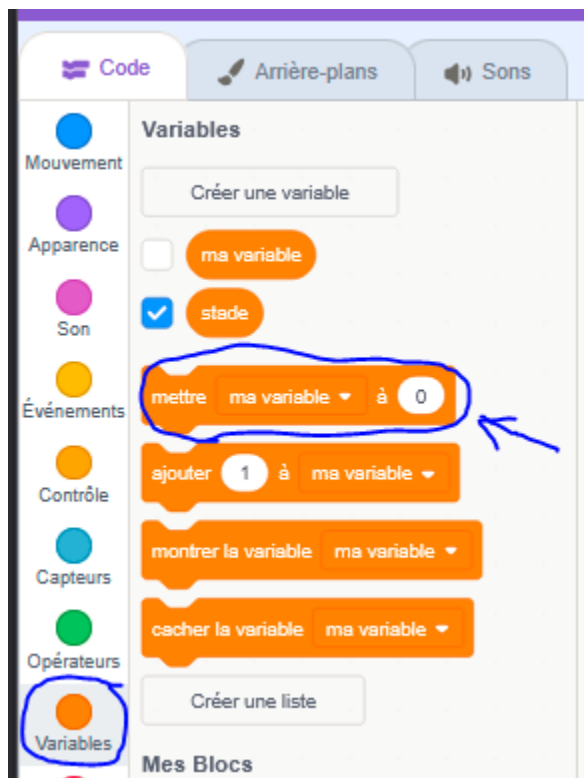 Code
Arrière-plans
Sons
Mouvement
Apparence
Son
Événements
Contrôle
Capteurs
Opérateurs
Variables
Variables
Créer une variable
ma variable
stade
mettre ma variable à 0
ajouter 1 à ma variable
montrer la variable ma variable
cacher la variable ma variable
Créer une liste
Mes Blocs